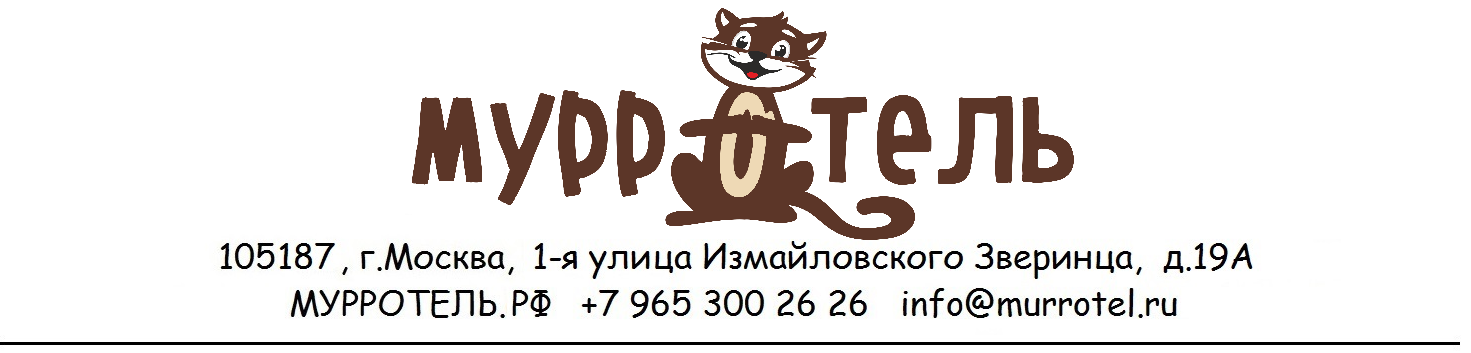 МУРРОТЕЛЬ
105187, г.Москва, 1-я улица Измайловского Зверинца, д.19А
МУРРОТЕЛЬ.РФ +7 965 300 26 26 info@murrotel.ru